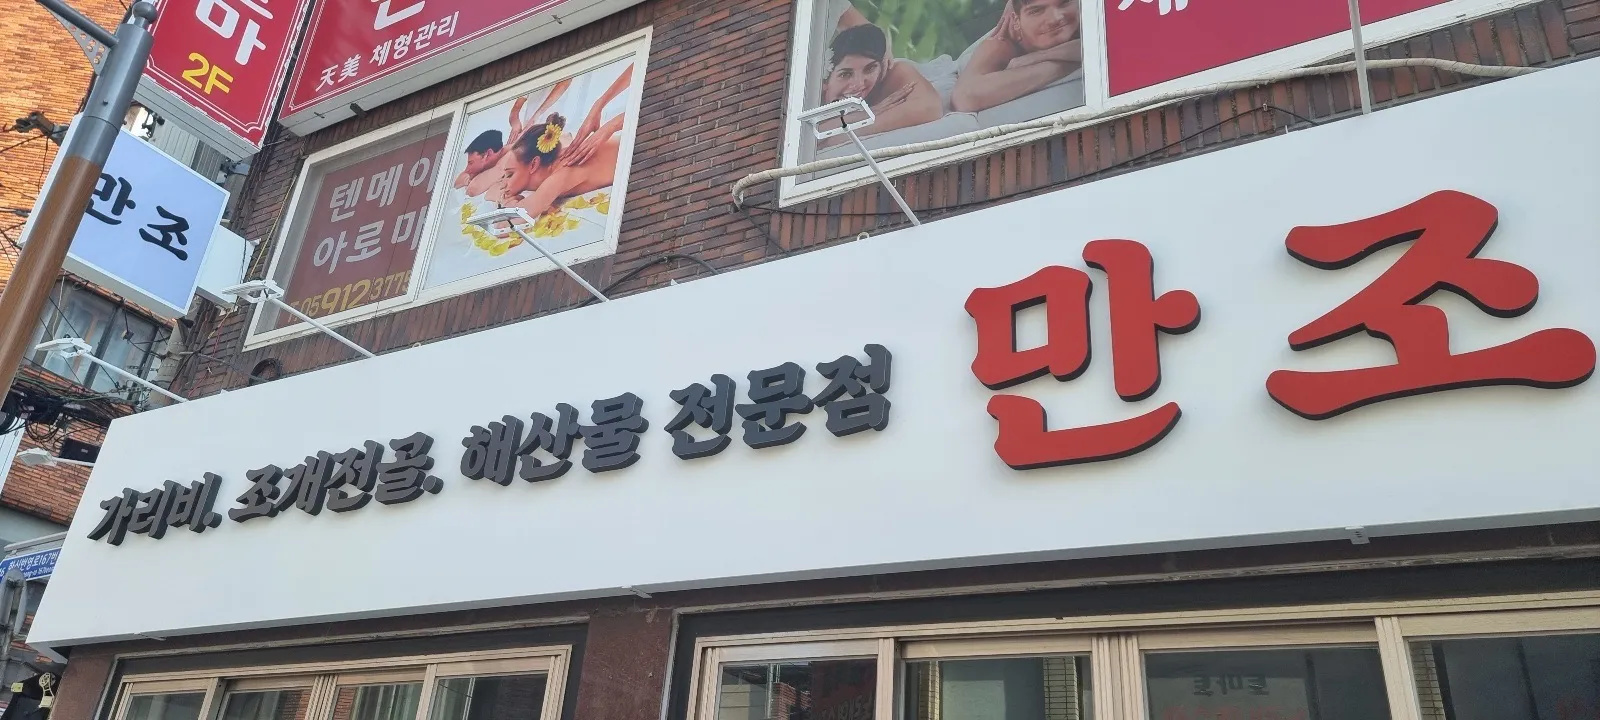 마
2F
天美 체형관리
텐메이
아로마
912
만조
가리비. 조개전골. 해산물 전문점
만조